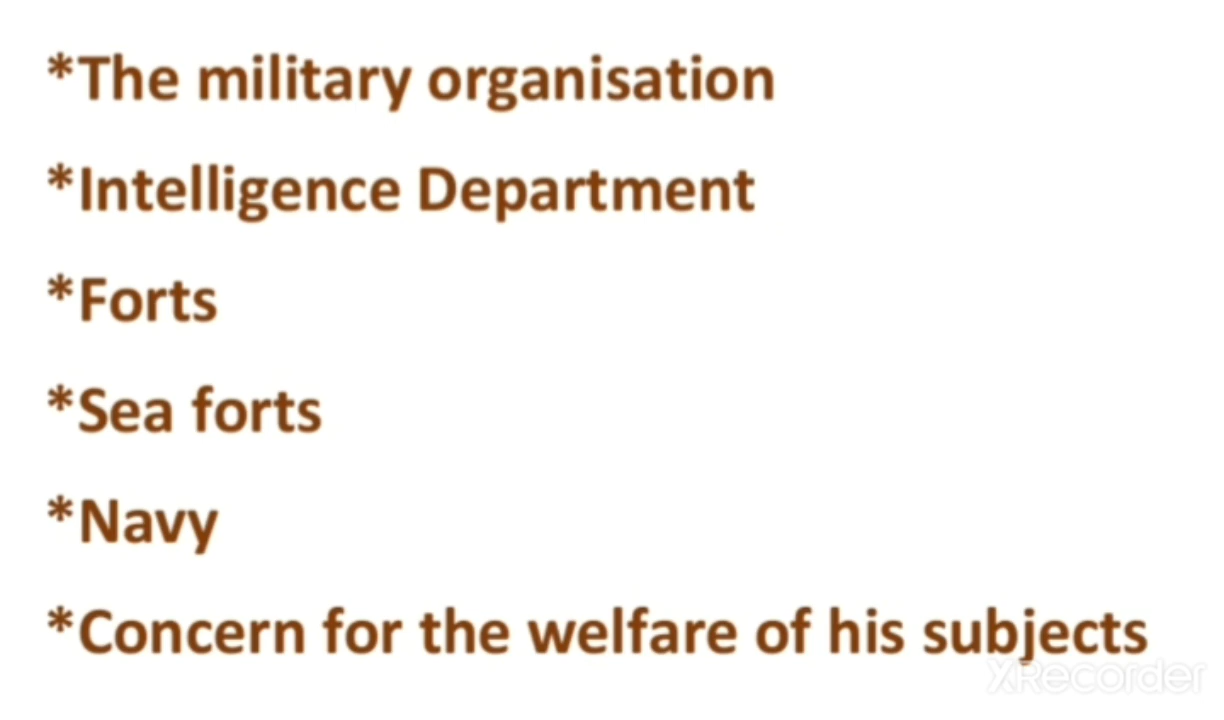 *The military organisation
*Intelligence Department
*Forts
*Sea forts
*Navy
*Concern for the welfare of his subjects
XRecorder